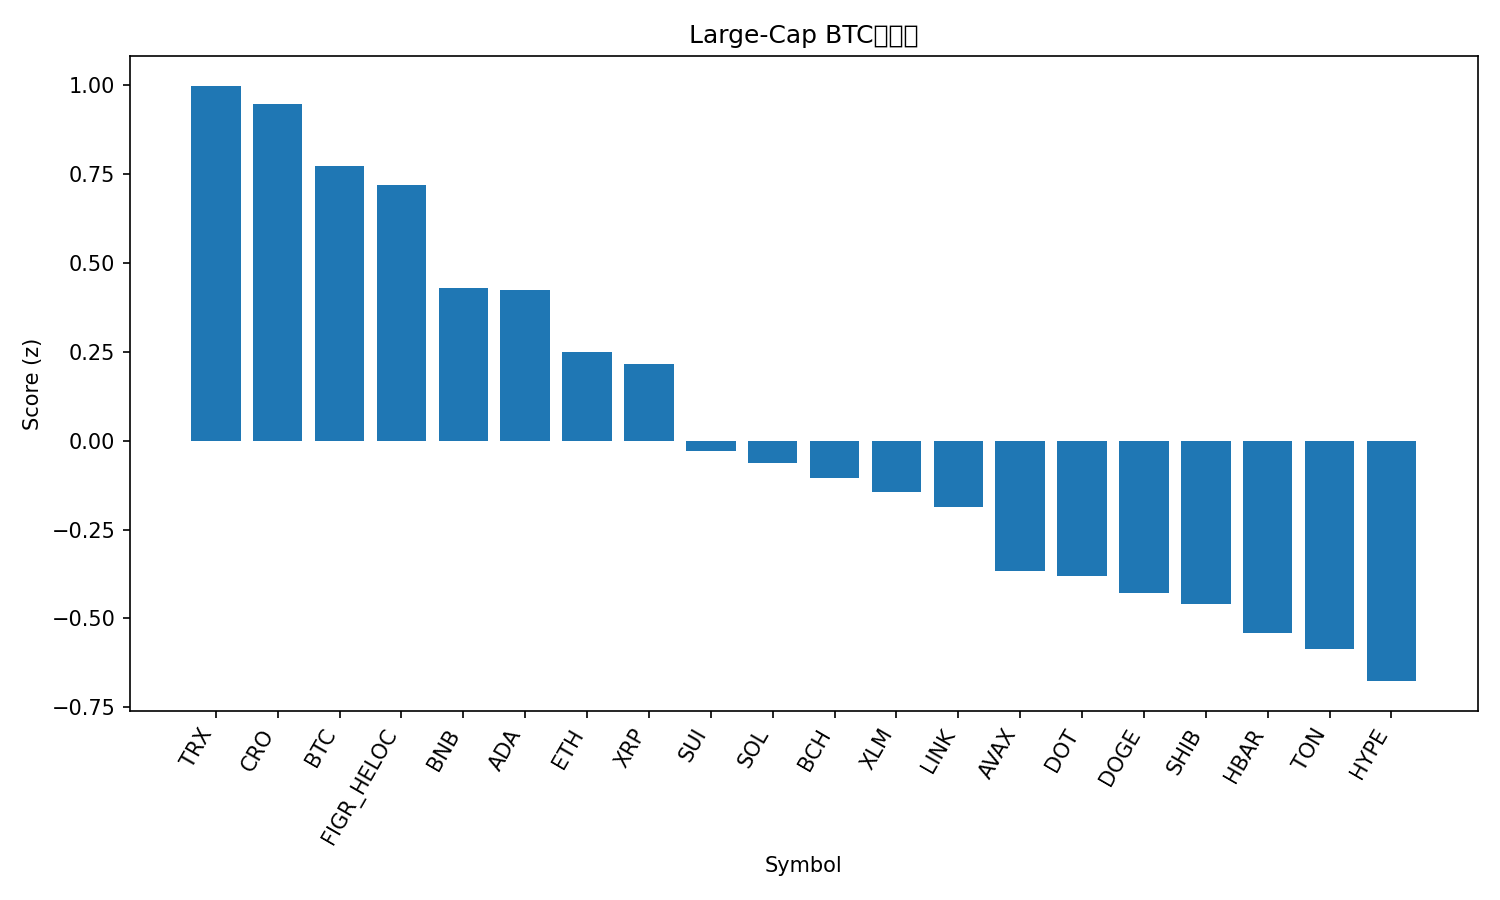 Large-Cap BTC
1.00
0.75
0.50
0.25
0.00
−0.25
−0.50
−0.75
Score (z)
TRX
CRO
BTC
FIGR_HELOC
BNB
ADA
ETH
XRP
SUI
SOL
BCH
XLM
LINK
AVAX
DOT
DOGE
SHIB
HBAR
TON
HYPE
Symbol